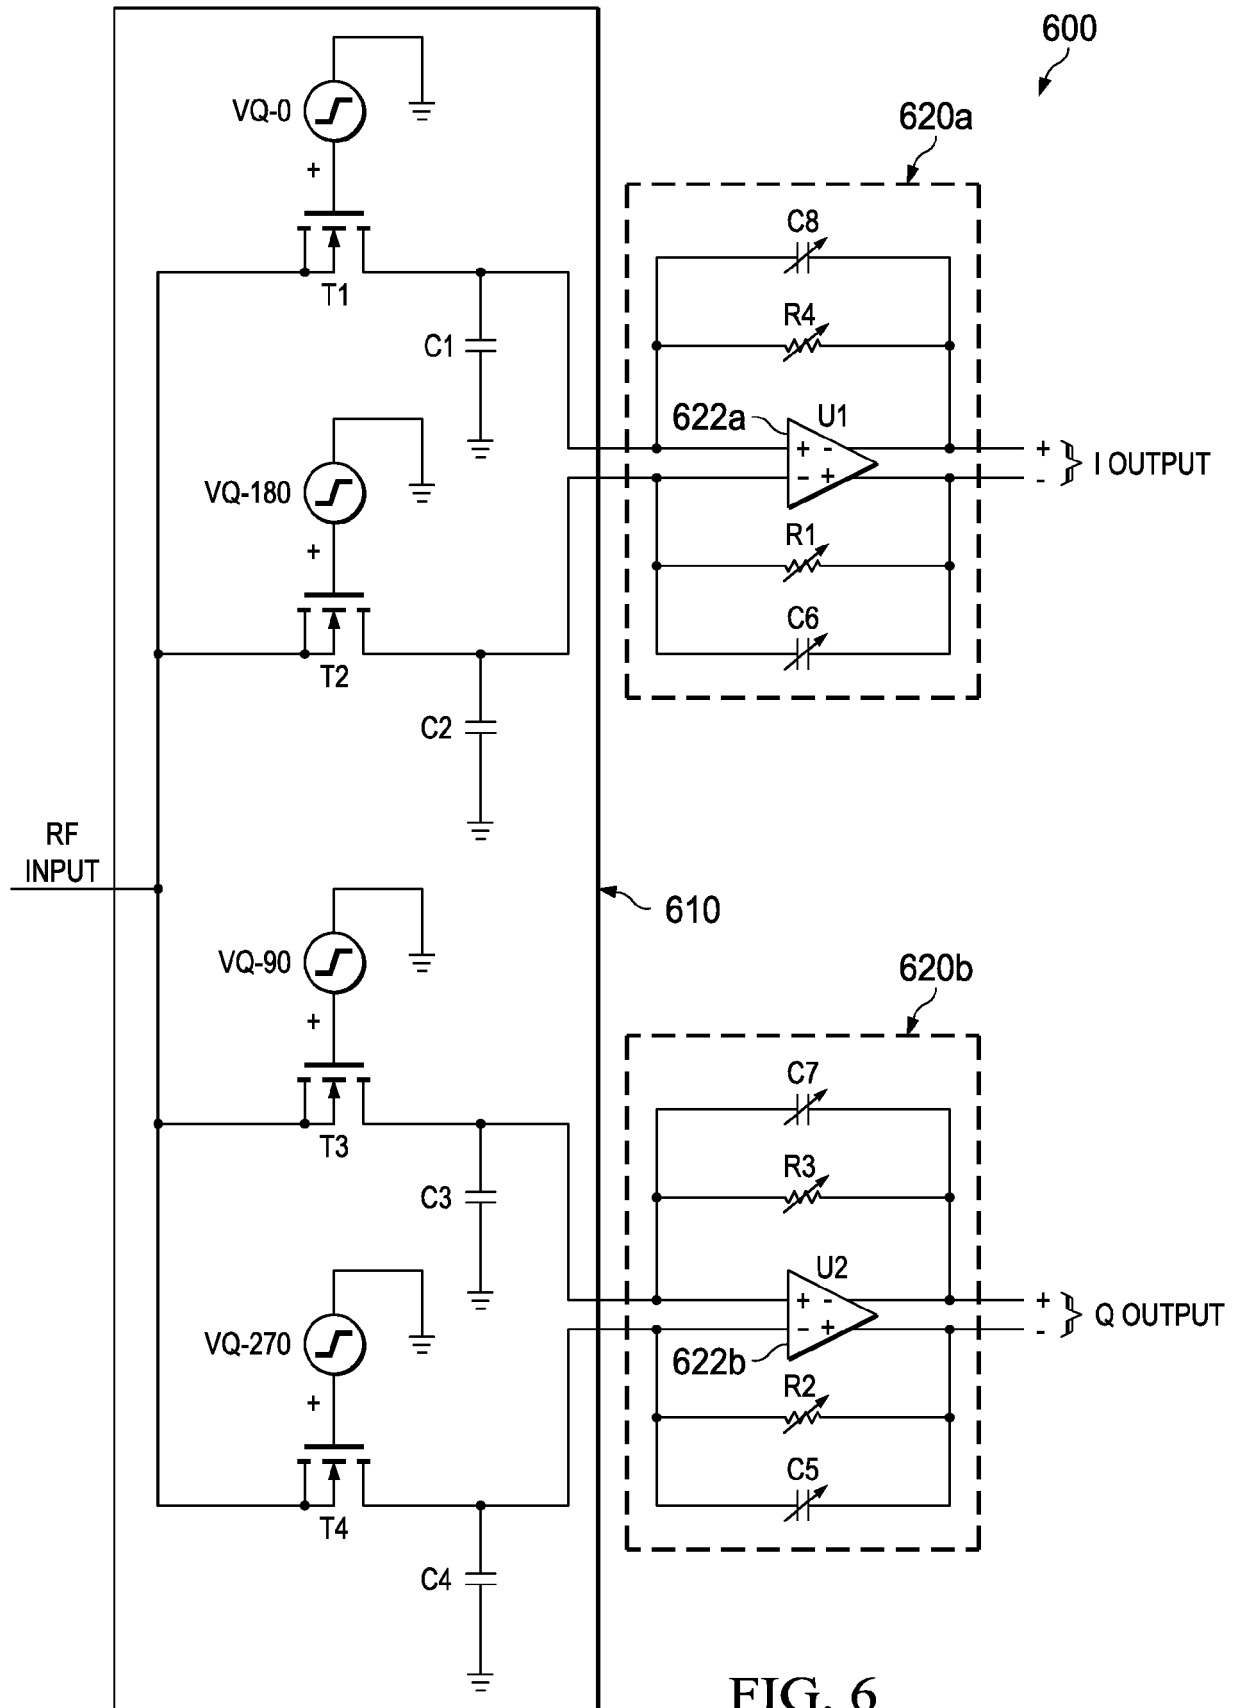 600
620a
VQ-0
+
T1
C1
C8
R4
622a
U1
+ -
- +
+
-
I OUTPUT
R1
C6
VQ-180
+
T2
C2
RF
INPUT
610
620b
VQ-90
+
T3
C3
C7
R3
U2
+ -
- +
622b
+
-
Q OUTPUT
R2
C5
VQ-270
+
T4
C4
FIG. 6